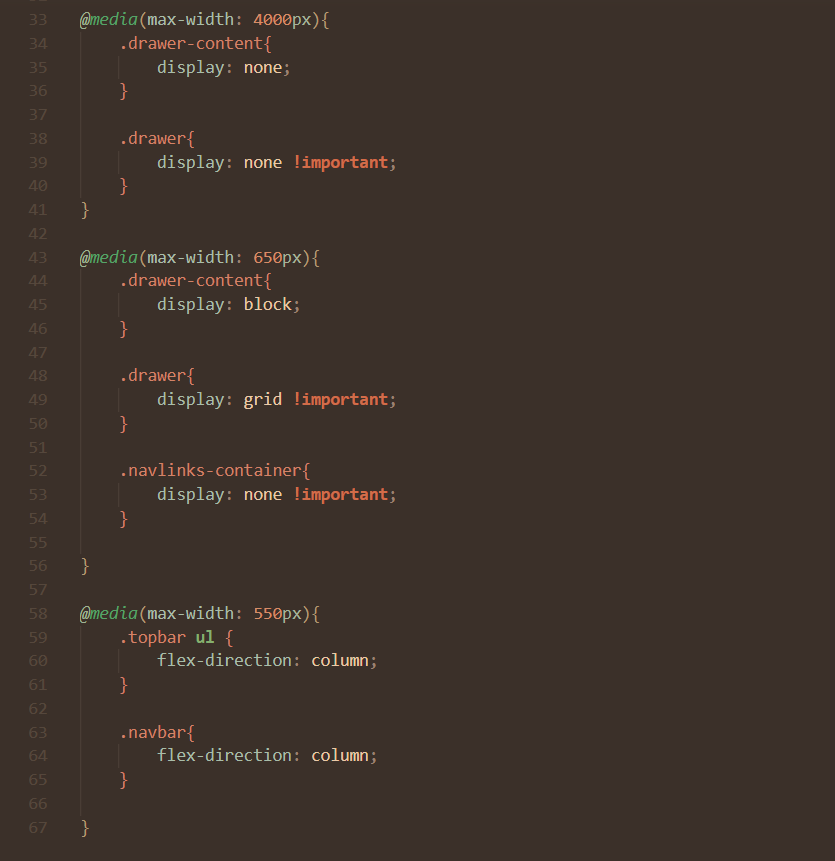 33 @media(max-width: 4000px){
34     .drawer-content{
35         display: none;
36     }
37
38     .drawer{
39         display: none !important;
40     }
41 }
42
43 @media(max-width: 650px){
44     .drawer-content{
45         display: block;
46     }
47
48     .drawer{
49         display: grid !important;
50     }
51
52     .navlinks-container{
53         display: none !important;
54     }
55
56 }
57
58 @media(max-width: 550px){
59     .topbar ul {
60         flex-direction: column;
61     }
62
63     .navbar{
64         flex-direction: column;
65     }
66
67 }